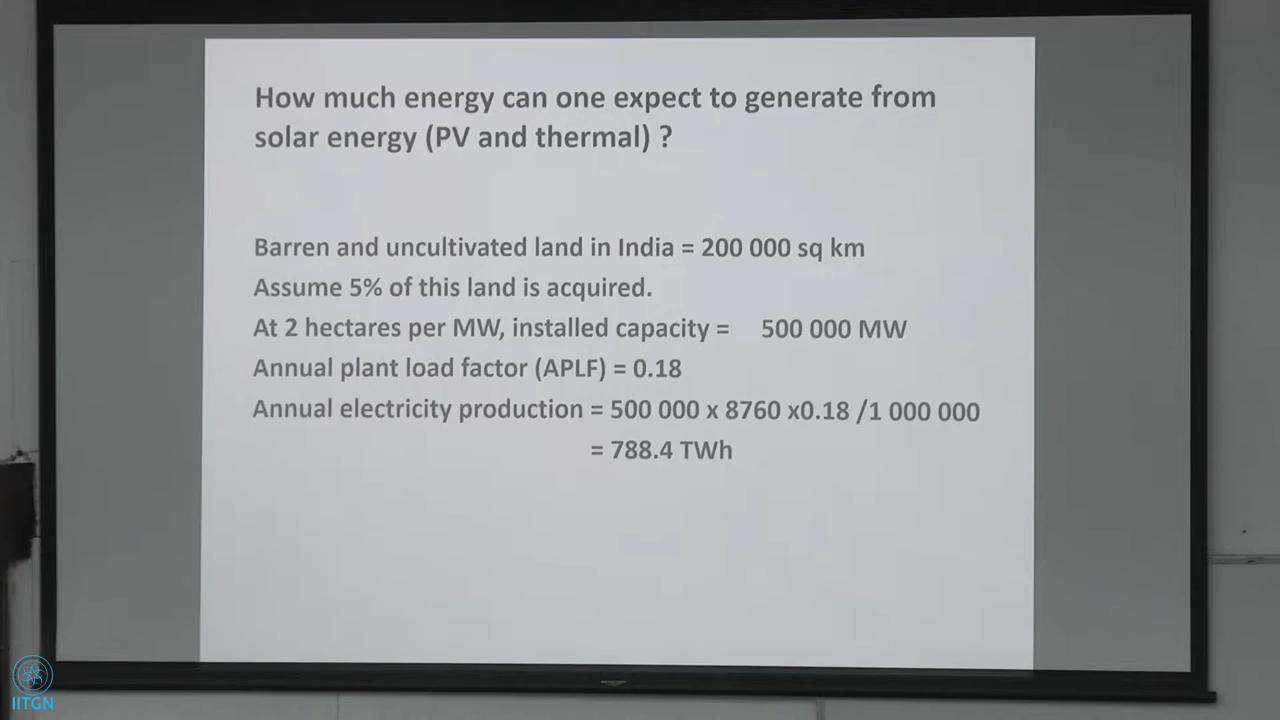 How much energy can one expect to generate from
solar energy (PV and thermal) ?
Barren and uncultivated land in India = 200 000 sq km
Assume 5% of this land is acquired.
At 2 hectares per MW, installed capacity = 500 000 MW
Annual plant load factor (APLF) = 0.18
Annual electricity production = 500 000 x 8760 x0.18 /1 000 000
= 788.4 TWh
IITGN